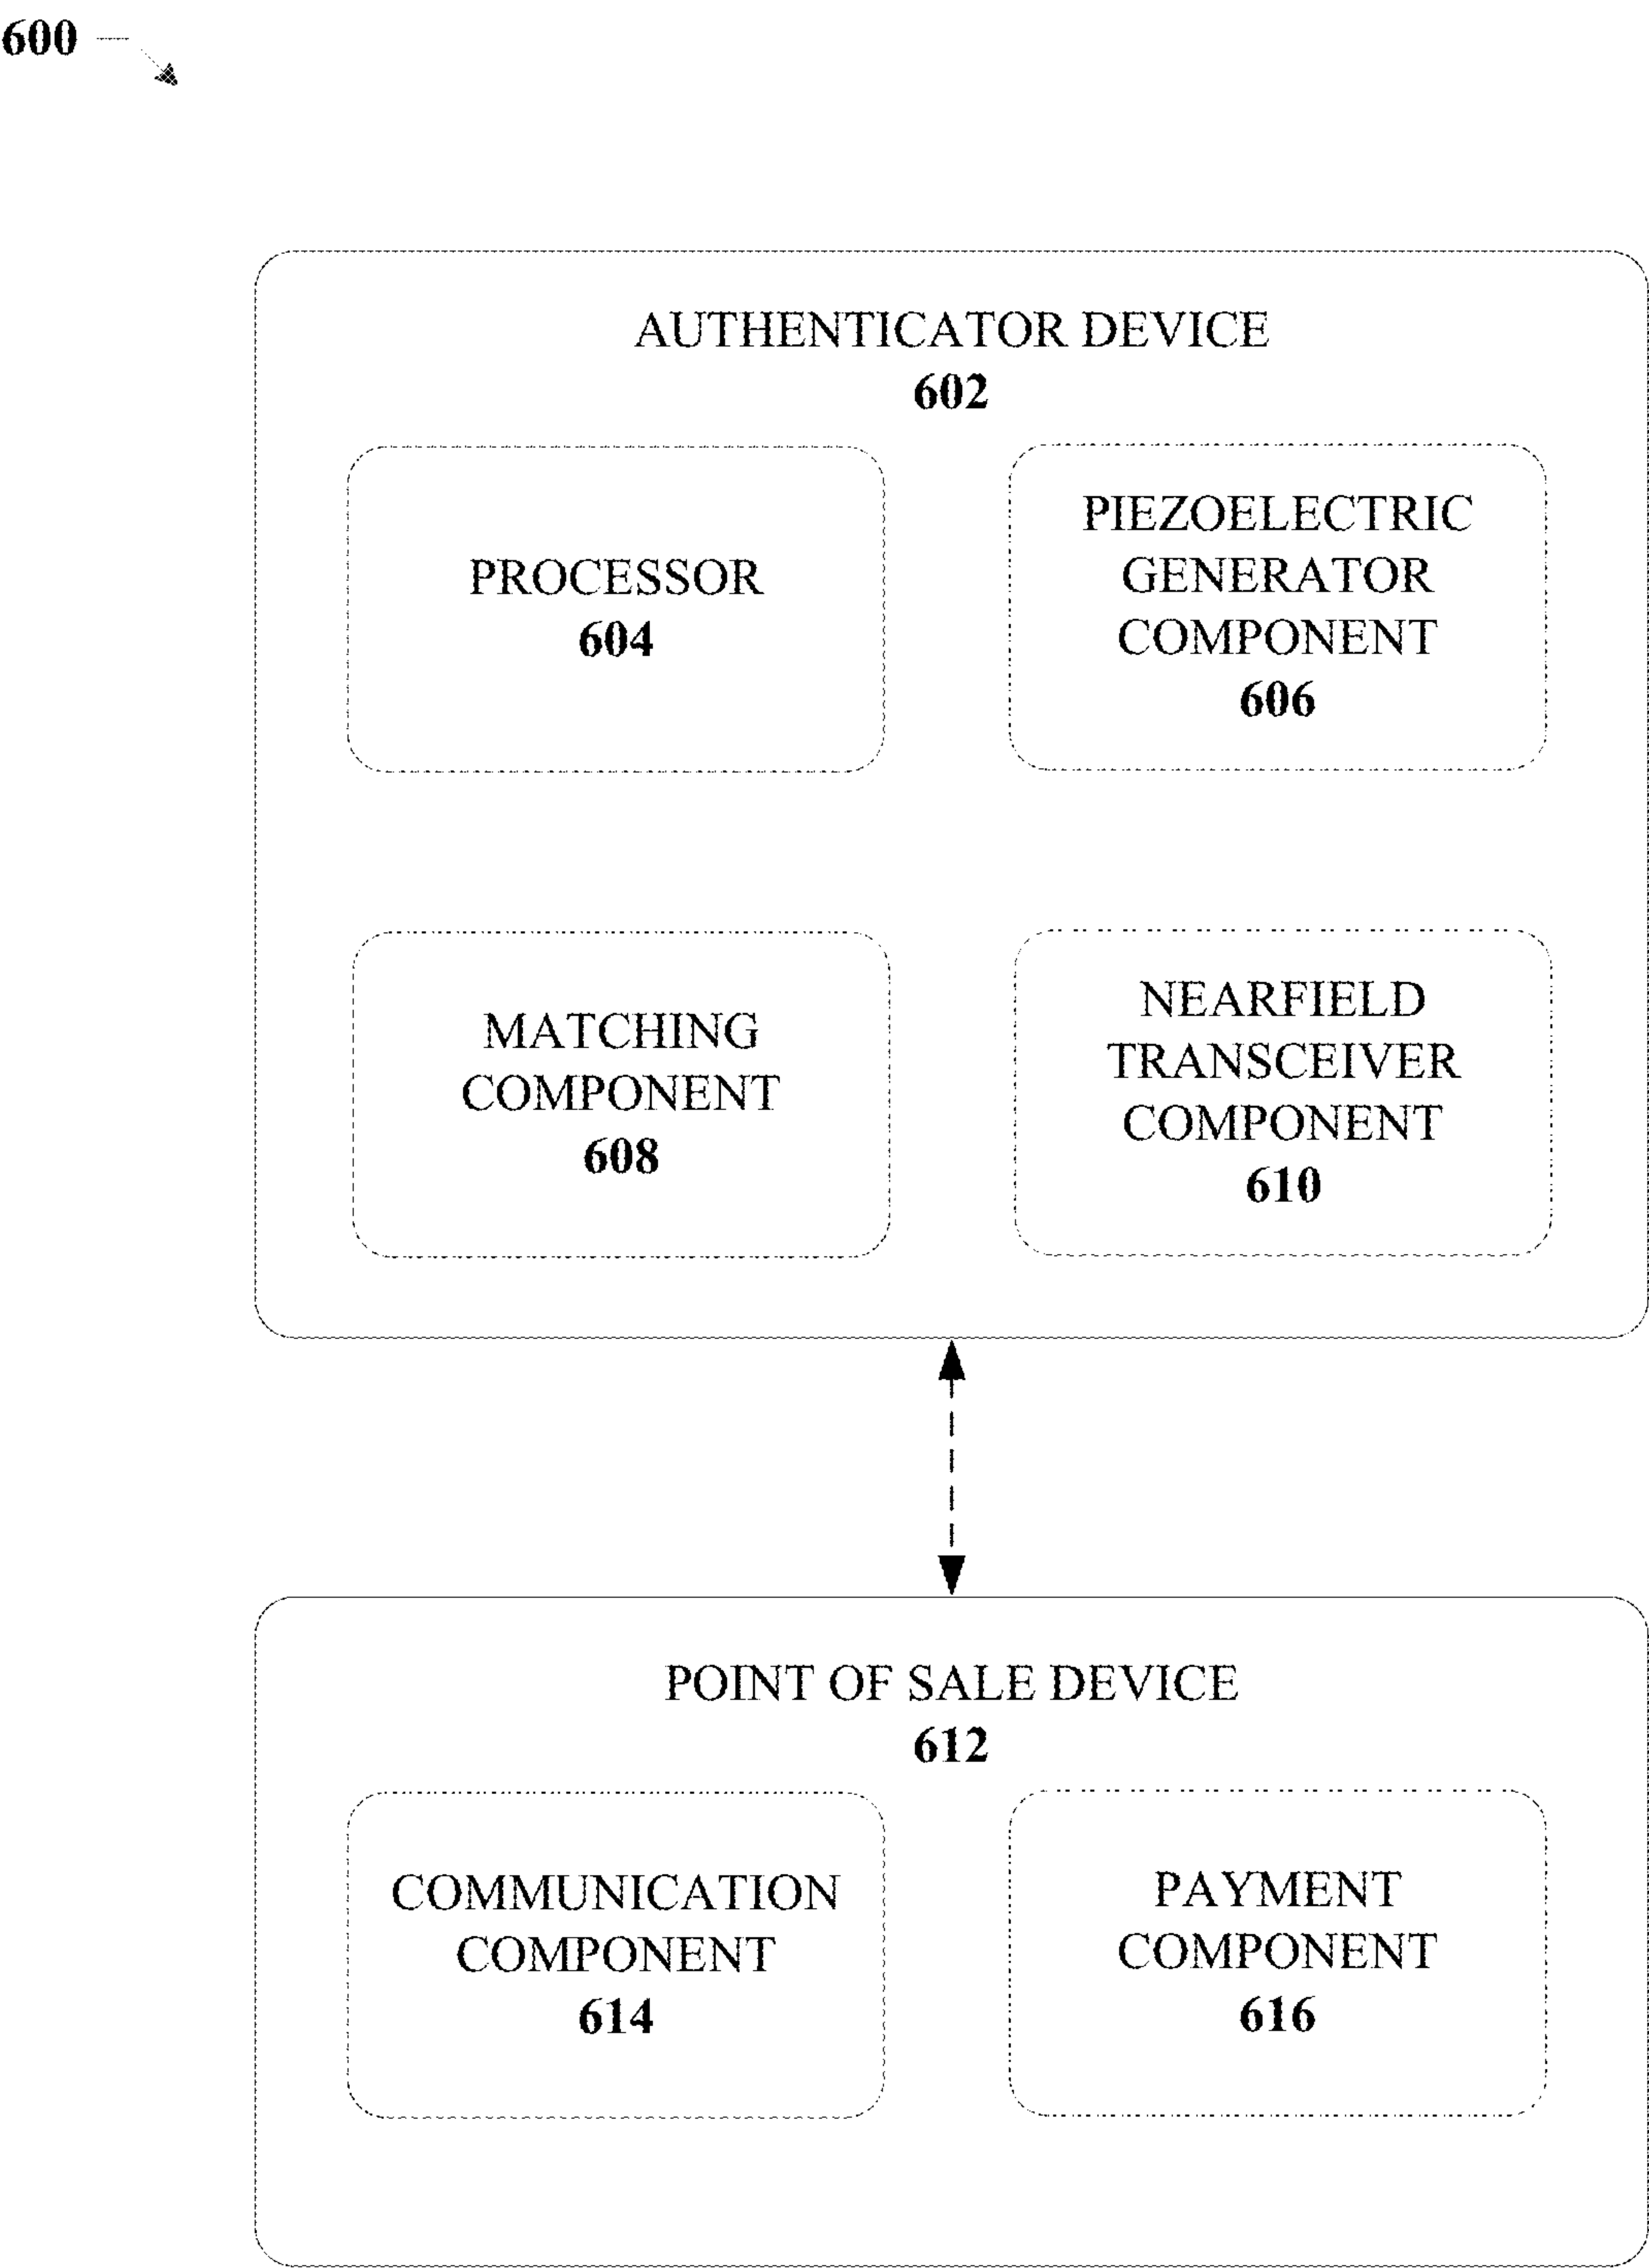 600
AUTHENTICATOR DEVICE
602
PROCESSOR
604
PIEZOELECTRIC
GENERATOR
COMPONENT
606
MATCHING
COMPONENT
608
NEARFIELD
TRANSCEIVER
COMPONENT
610
POINT OF SALE DEVICE
612
COMMUNICATION
COMPONENT
614
PAYMENT
COMPONENT
616